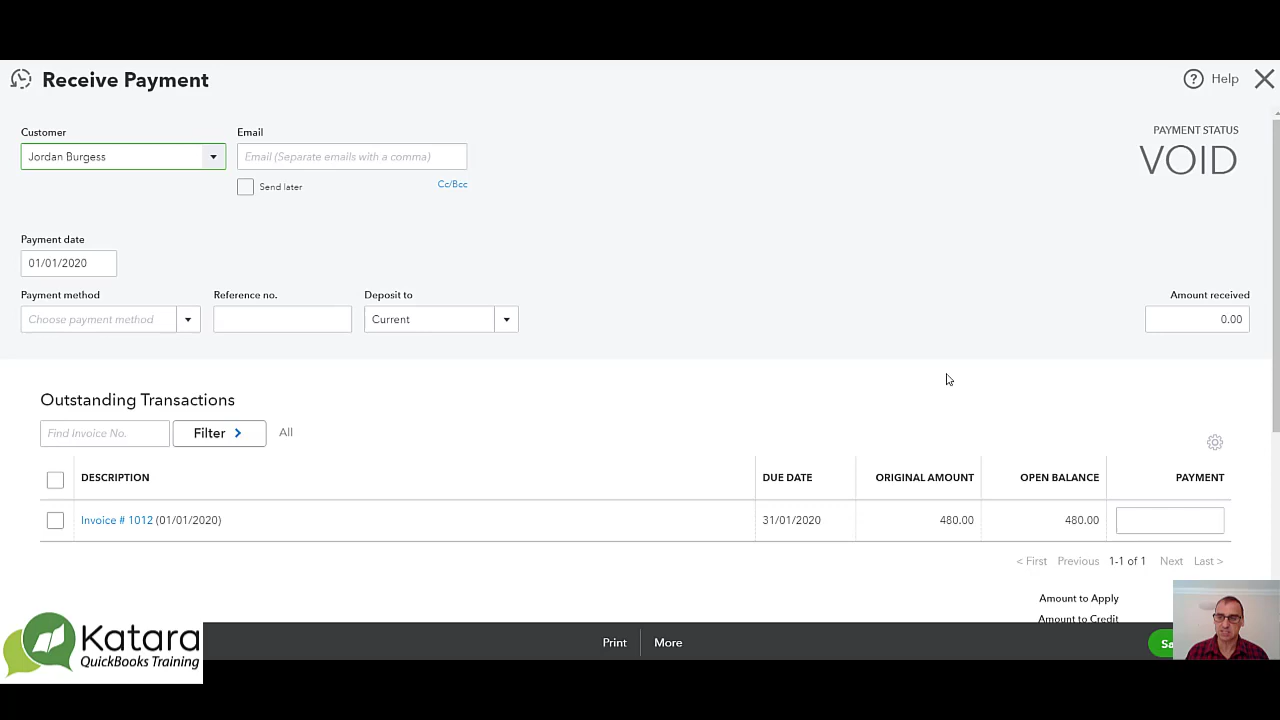 Receive Payment
Help
Customer
Email
PAYMENT STATUS
Jordan Burgess
Email (Separate emails with a comma)
VOID
Send later
Cc/Bcc
Payment date
01/01/2020
Payment method
Reference no.
Deposit to
Amount received
Choose payment method
Current
0.00
Outstanding Transactions
Find Invoice No.
Filter
All
DESCRIPTION DUE DATE ORIGINAL AMOUNT OPEN BALANCE PAYMENT
Invoice # 1012 (01/01/2020) 31/01/2020 480.00 480.00
< First Previous 1-1 of 1 Next Last >
Amount to Apply
Amount to Credit
Katara
QuickBooks Training
Print
More